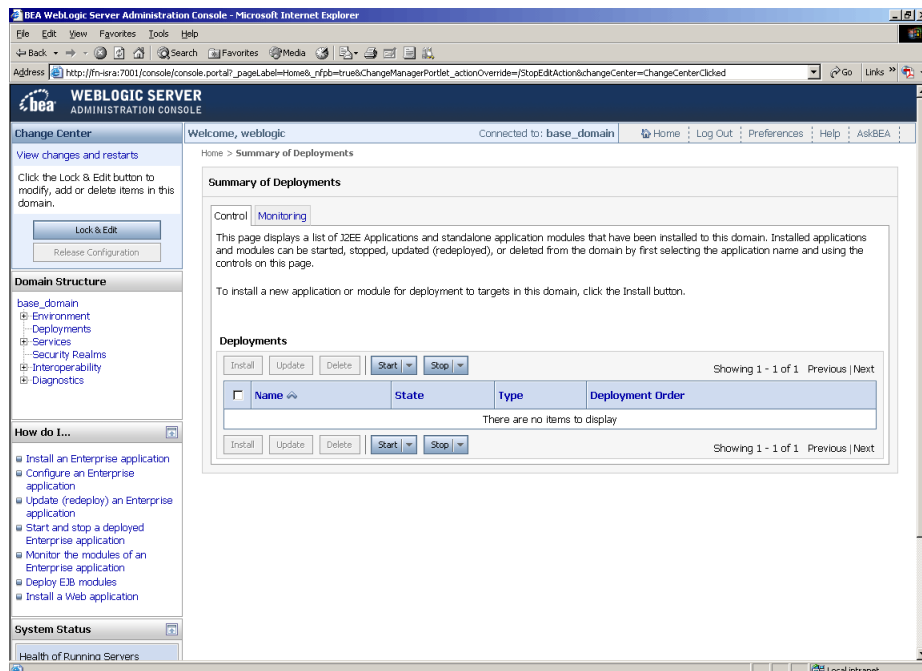 BEA WebLogic Server Administration Console - Microsoft Internet Explorer
File Edit View Favorites Tools Help
Back Search Favorites Media
Address http://fn-isra:7001/console/console.portal?_pageLabel=Home&_nfpb=true&ChangeManagerPortlet_actionOverride=/StopEditAction&changeCenter=ChangeCenterClicked Go Links »
bea WEBLOGIC SERVER
ADMINISTRATION CONSOLE
Change Center
View changes and restarts
Click the Lock & Edit button to
modify, add or delete items in this
domain.
Lock & Edit
Release Configuration
Domain Structure
base_domain
Environment
Deployments
Services
Security Realms
Interoperability
Diagnostics
How do I...
Install an Enterprise application
Configure an Enterprise
application
Update (redeploy) an Enterprise
application
Start and stop a deployed
Enterprise application
Monitor the modules of an
Enterprise application
Deploy EJB modules
Install a Web application
System Status
Health of Running Servers
Welcome, weblogic Connected to: base_domain Home Log Out Preferences Help AskBEA
Home > Summary of Deployments
Summary of Deployments
Control Monitoring
This page displays a list of J2EE Applications and standalone application modules that have been installed to this domain. Installed applications
and modules can be started, stopped, updated (redeployed), or deleted from the domain by first selecting the application name and using the
controls on this page.
To install a new application or module for deployment to targets in this domain, click the Install button.
Deployments
Install Update Delete Start Stop Showing 1 - 1 of 1 Previous | Next
Name State Type Deployment Order
There are no items to display
Install Update Delete Start Stop Showing 1 - 1 of 1 Previous | Next
Local intranet